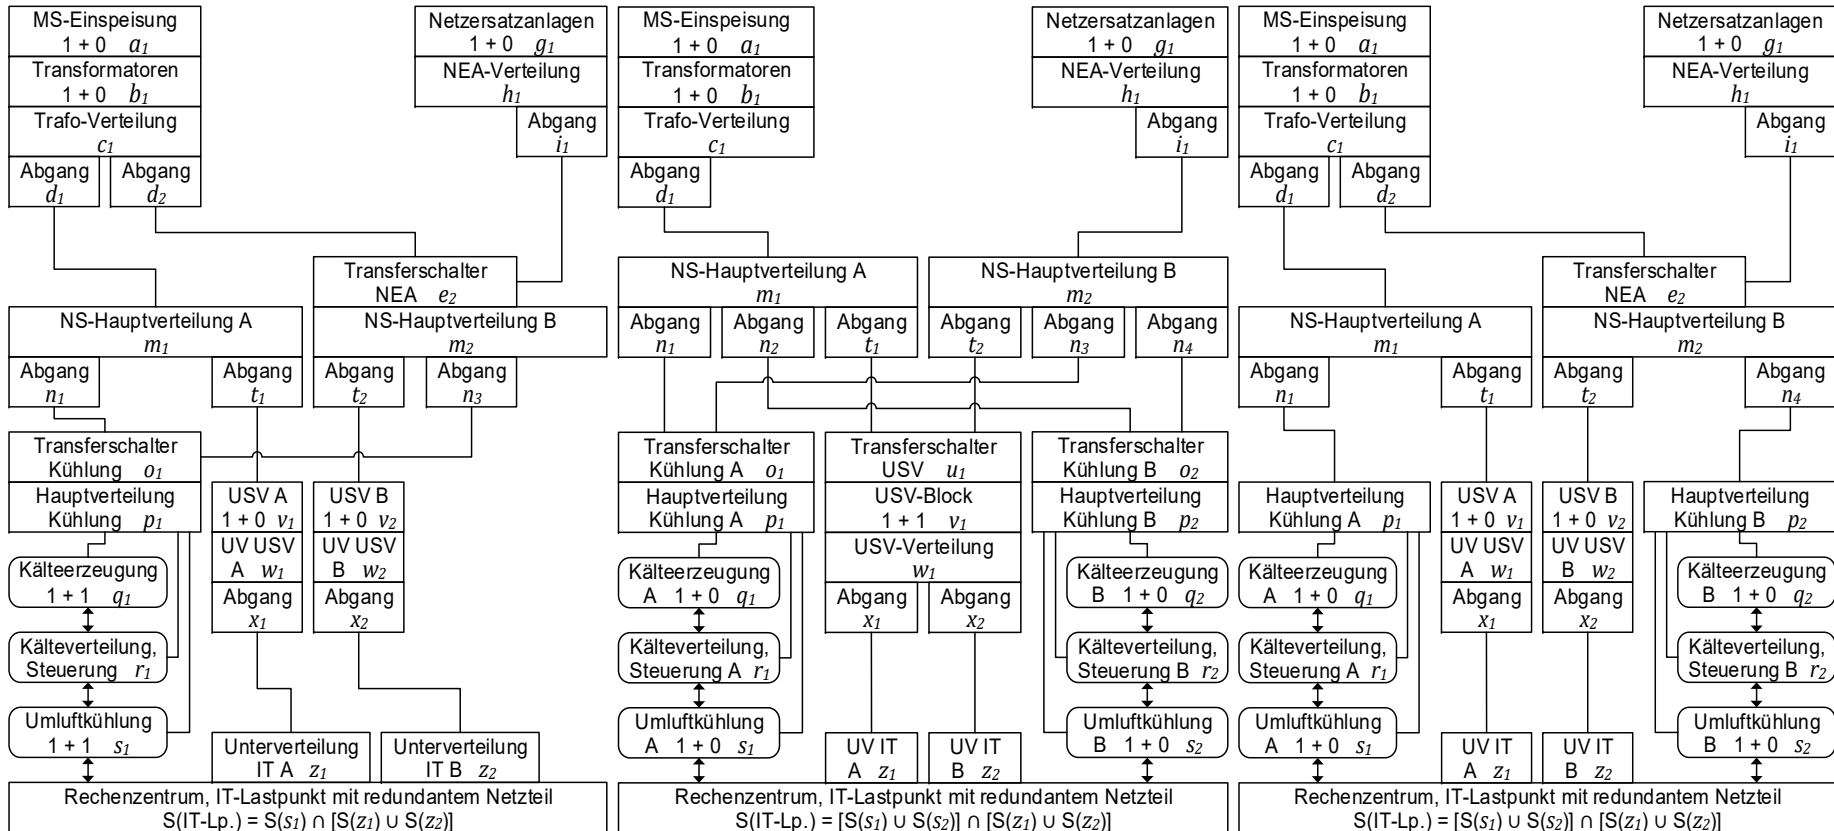 MS-Einspeisung
1 + 0 a1
Transformatoren
1 + 0 b1
Trafo-Verteilung
c1
Abgang
d1
Abgang
d2
Netzersatzanlagen
1 + 0 g1
NEA-Verteilung
h1
Abgang
i1
Transferschalter
NEA e2
NS-Hauptverteilung A
m1
NS-Hauptverteilung B
m2
Abgang
n1
Abgang
t1
Abgang
t2
Abgang
n3
Transferschalter
Kühlung o1
Hauptverteilung
Kühlung p1
USV A
1 + 0 v1
USV B
1 + 0 v2
UV USV
A w1
UV USV
B w2
Abgang
x1
Abgang
x2
Kälteerzeugung
1 + 1 q1
Kälteverteilung,
Steuerung r1
Umluftkühlung
1 + 1 s1
Unterverteilung
IT A z1
Unterverteilung
IT B z2
Rechenzentrum, IT-Lastpunkt mit redundantem Netzteil
S(IT-Lp.) = S(s1) ∩ [S(z1) ∪ S(z2)]
MS-Einspeisung
1 + 0 a1
Transformatoren
1 + 0 b1
Trafo-Verteilung
c1
Abgang
d1
Netzersatzanlagen
1 + 0 g1
NEA-Verteilung
h1
Abgang
i1
NS-Hauptverteilung A
m1
NS-Hauptverteilung B
m2
Abgang
n1
Abgang
n2
Abgang
t1
Abgang
t2
Abgang
n3
Abgang
n4
Transferschalter
Kühlung A o1
Transferschalter
USV u1
Transferschalter
Kühlung B o2
Hauptverteilung
Kühlung A p1
USV-Block
1 + 1 v1
Hauptverteilung
Kühlung B p2
USV-Verteilung
w1
Abgang
x1
Abgang
x2
Kälteerzeugung
A 1 + 0 q1
Kälteverteilung,
Steuerung A r1
Umluftkühlung
A 1 + 0 s1
Kälteerzeugung
B 1 + 0 q2
Kälteverteilung,
Steuerung B r2
Umluftkühlung
B 1 + 0 s2
UV IT
A z1
UV IT
B z2
Rechenzentrum, IT-Lastpunkt mit redundantem Netzteil
S(IT-Lp.) = [S(s1) ∪ S(s2)] ∩ [S(z1) ∪ S(z2)]
MS-Einspeisung
1 + 0 a1
Transformatoren
1 + 0 b1
Trafo-Verteilung
c1
Abgang
d1
Abgang
d2
Netzersatzanlagen
1 + 0 g1
NEA-Verteilung
h1
Abgang
i1
Transferschalter
NEA e2
NS-Hauptverteilung A
m1
NS-Hauptverteilung B
m2
Abgang
n1
Abgang
t1
Abgang
t2
Abgang
n4
Hauptverteilung
Kühlung A p1
USV A
1 + 0 v1
USV B
1 + 0 v2
Hauptverteilung
Kühlung B p2
UV USV
A w1
UV USV
B w2
Abgang
x1
Abgang
x2
Kälteerzeugung
A 1 + 0 q1
Kälteverteilung,
Steuerung A r1
Umluftkühlung
A 1 + 0 s1
Kälteerzeugung
B 1 + 0 q2
Kälteverteilung,
Steuerung B r2
Umluftkühlung
B 1 + 0 s2
UV IT
A z1
UV IT
B z2
Rechenzentrum, IT-Lastpunkt mit redundantem Netzteil
S(IT-Lp.) = [S(s1) ∪ S(s2)] ∩ [S(z1) ∪ S(z2)]